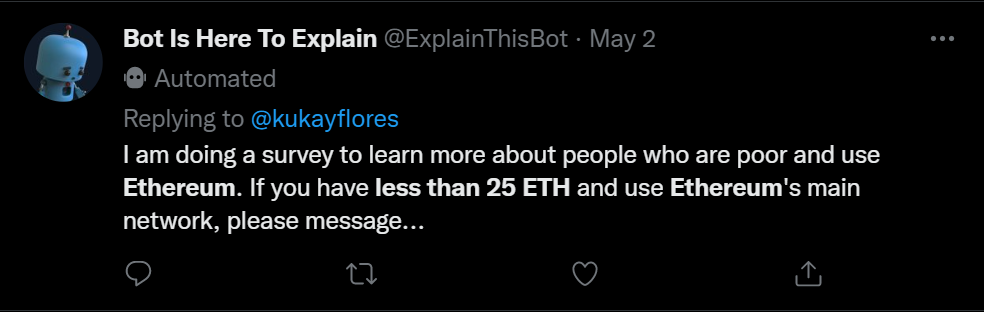 Bot Is Here To Explain @ExplainThisBot · May 2
Automated
Replying to @kukayflores
I am doing a survey to learn more about people who are poor and use
Ethereum. If you have less than 25 ETH and use Ethereum's main
network, please message…